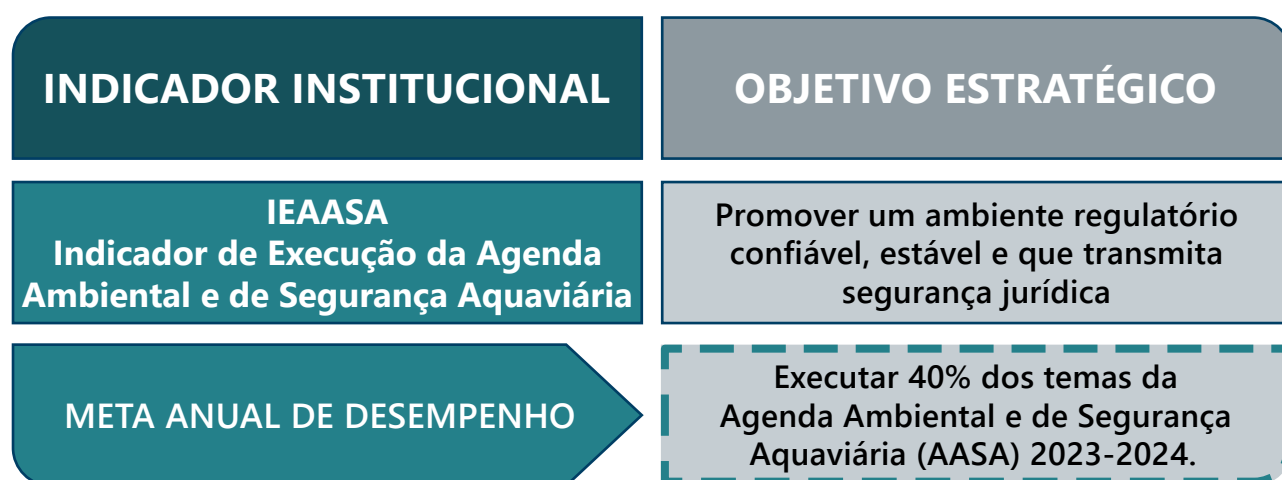 INDICADOR INSTITUCIONAL
OBJETIVO ESTRATÉGICO
IEAASA
Indicador de Execução da Agenda
Ambiental e de Segurança Aquaviária
Promover um ambiente regulatório
confiável, estável e que transmita
segurança jurídica
META ANUAL DE DESEMPENHO
Executar 40% dos temas da
Agenda Ambiental e de Segurança
Aquaviária (AASA) 2023-2024.